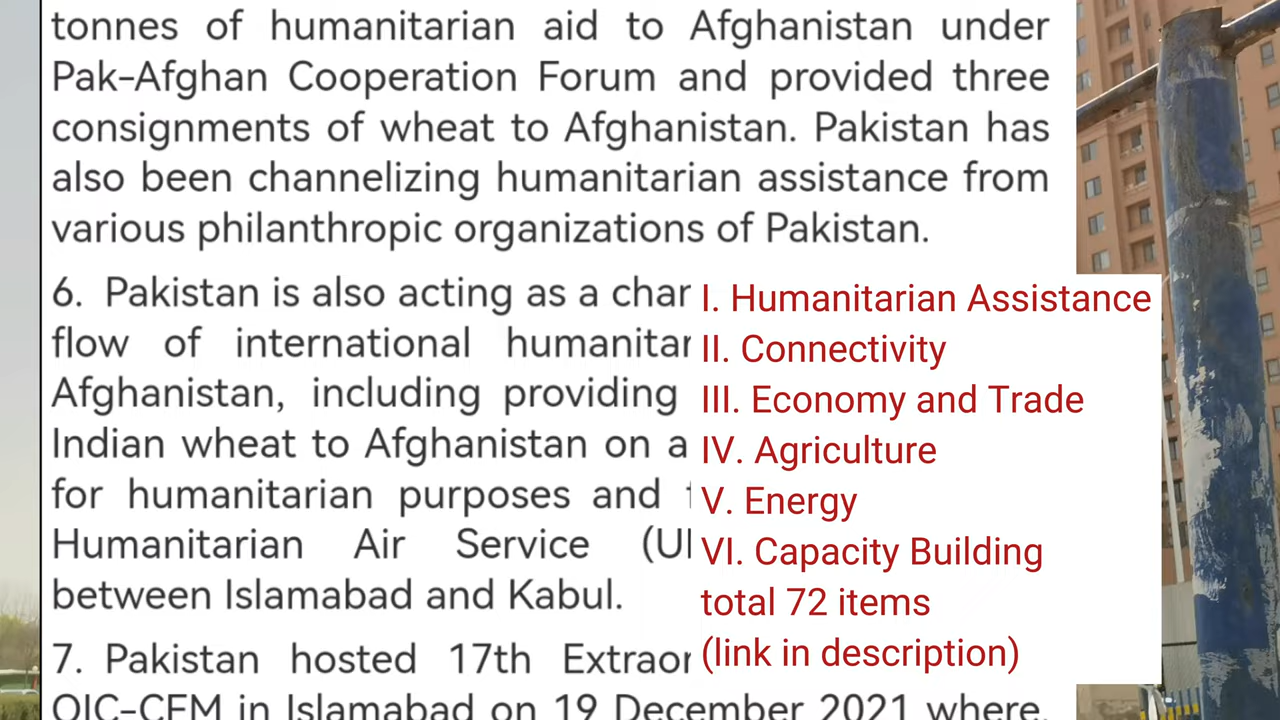 tonnes of humanitarian aid to Afghanistan under
Pak-Afghan Cooperation Forum and provided three
consignments of wheat to Afghanistan. Pakistan has
also been channelizing humanitarian assistance from
various philanthropic organizations of Pakistan.
6. Pakistan is also acting as a
flow of international
Afghanistan, including providing
Indian wheat to Afghanistan on a
for humanitarian purposes and
Humanitarian Air Service
between Islamabad and Kabul.
7. Pakistan hosted 17th
OIC-CFM in Islamabad on 19 December 2021 where,
I. Humanitarian Assistance
II. Connectivity
III. Economy and Trade
IV. Agriculture
V. Energy
VI. Capacity Building
total 72 items
(link in description)